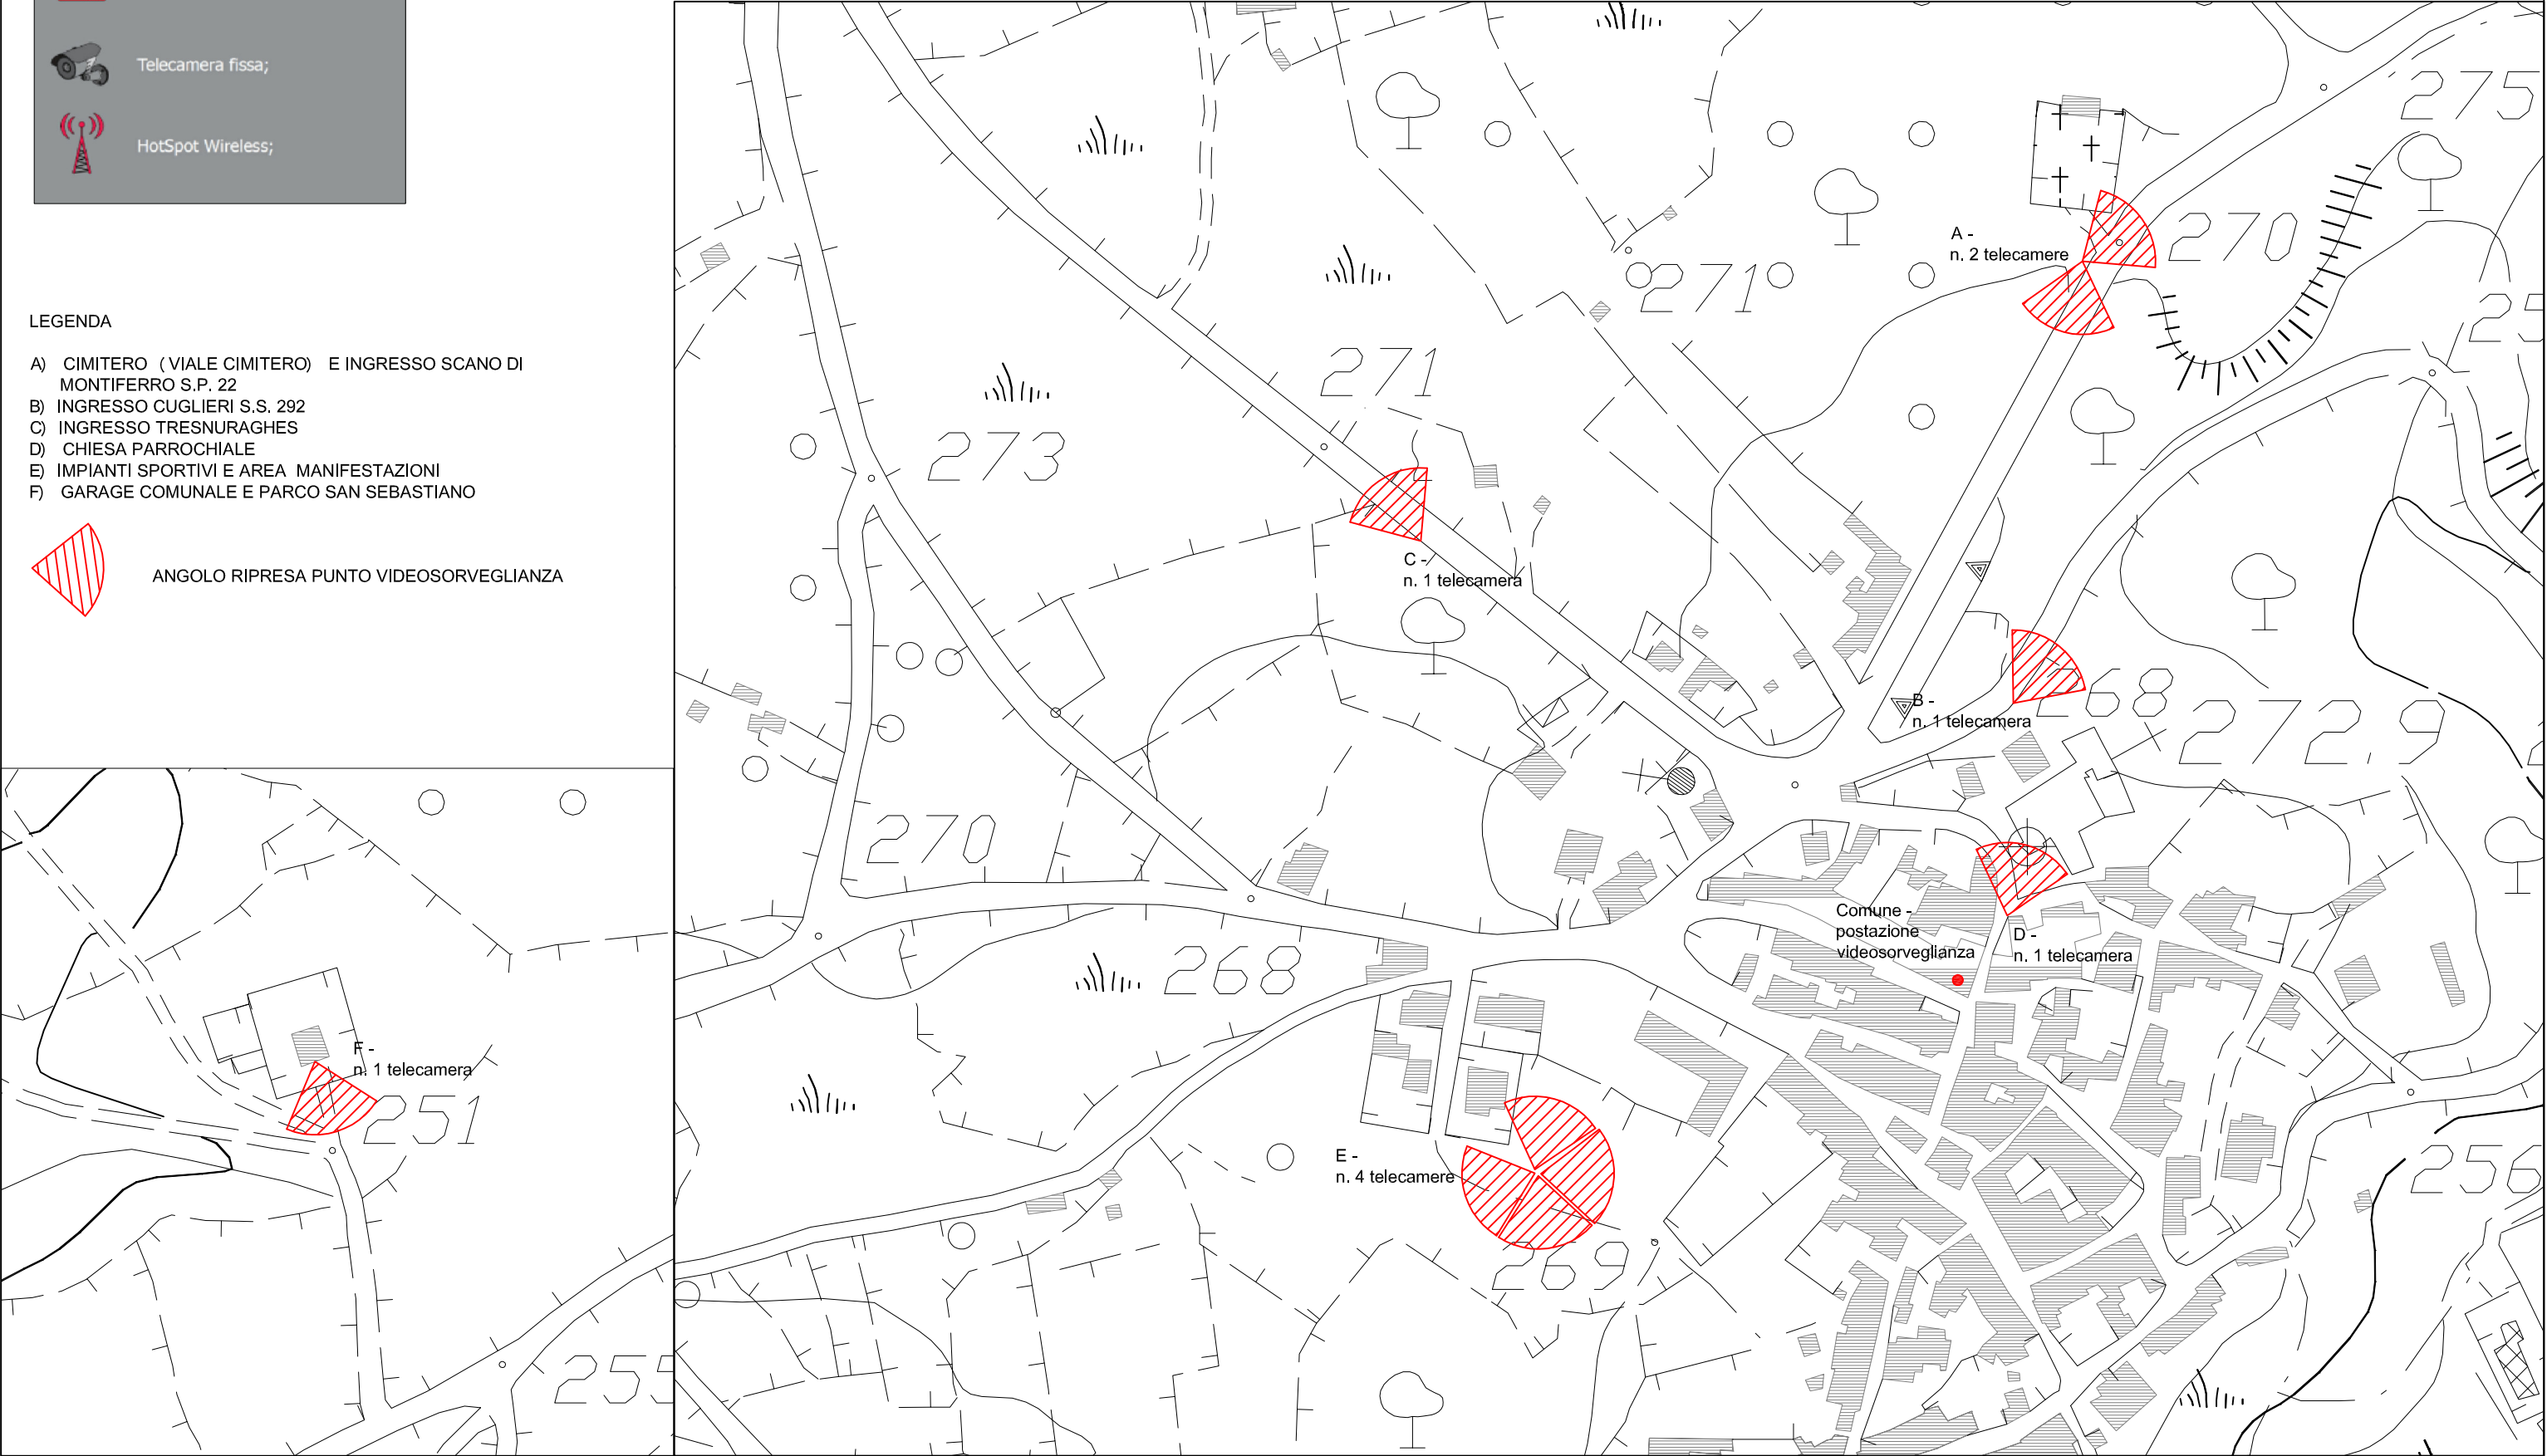 Telecamera fissa;
HotSpot Wireless;
LEGENDA
A) CIMITERO ( VIALE CIMITERO) E INGRESSO SCANO DI
MONTIFERRO S.P. 22
B) INGRESSO CUGLIERI S.S. 292
C) INGRESSO TRESNURAGHES
D) CHIESA PARROCHIALE
E) IMPIANTI SPORTIVI E AREA MANIFESTAZIONI
F) GARAGE COMUNALE E PARCO SAN SEBASTIANO
ANGOLO RIPRESA PUNTO VIDEOSORVEGLIANZA
275
A -
n. 2 telecamere
270
271
25
271
273
C -
n. 1 telecamera
268
B -
n. 1 telecamera
272,9
270
Comune -
postazione
videosorveglianza
D -
n. 1 telecamera
268
F -
n. 1 telecamera
251
E -
n. 4 telecamere
256
269
255